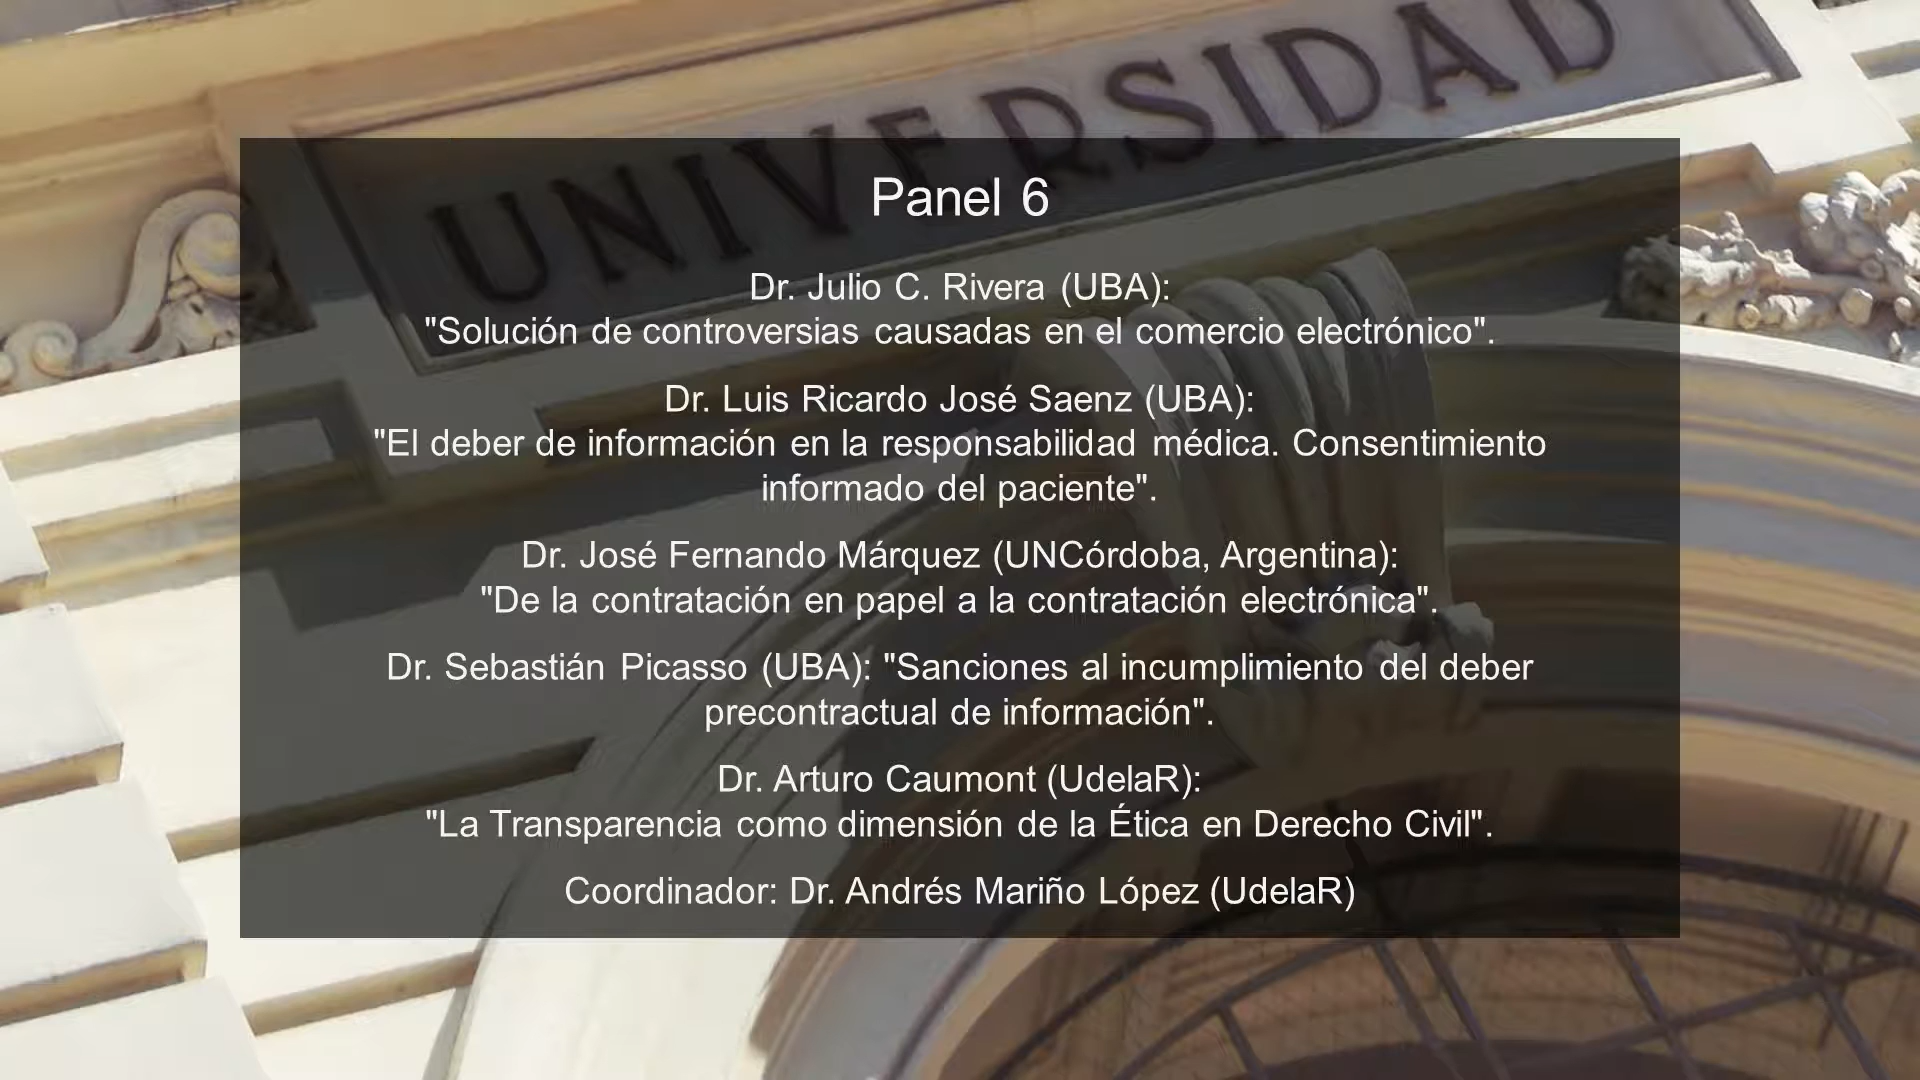 UNIVERSIDAD
Panel 6
Dr. Julio C. Rivera (UBA):
"Solución de controversias causadas en el comercio electrónico".
Dr. Luis Ricardo José Saenz (UBA):
"El deber de información en la responsabilidad médica. Consentimiento
informado del paciente".
Dr. José Fernando Márquez (UNCórdoba, Argentina):
"De la contratación en papel a la contratación electrónica".
Dr. Sebastián Picasso (UBA): "Sanciones al incumplimiento del deber
precontractual de información".
Dr. Arturo Caumont (UdelaR):
"La Transparencia como dimensión de la Ética en Derecho Civil".
Coordinador: Dr. Andrés Mariño López (UdelaR)